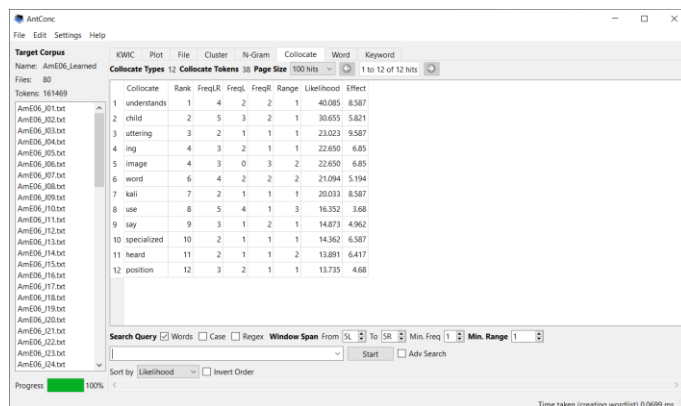 AntConc
File Edit Settings Help
Target Corpus
Name: AmE06_Learned
Files: 80
Tokens: 161469
AmE06_J01.txt
AmE06_J02.txt
AmE06_J03.txt
AmE06_J04.txt
AmE06_J05.txt
AmE06_J06.txt
AmE06_J07.txt
AmE06_J08.txt
AmE06_J09.txt
AmE06_J10.txt
AmE06_J11.txt
AmE06_J12.txt
AmE06_J13.txt
AmE06_J14.txt
AmE06_J15.txt
AmE06_J16.txt
AmE06_J17.txt
AmE06_J18.txt
AmE06_J19.txt
AmE06_J20.txt
AmE06_J21.txt
AmE06_J22.txt
AmE06_J23.txt
AmE06_J24.txt
Progress 100%
KWIC Plot File Cluster N-Gram Collocate Word Keyword
Collocate Types 12 Collocate Tokens 38 Page Size 100 hits 1 to 12 of 12 hits
Collocate Rank FreqLR FreqL FreqR Range Likelihood Effect
1 understands 1 4 2 2 1 40.085 8.587
2 child 2 5 3 2 1 30.655 5.821
3 uttering 3 2 1 1 1 23.023 9.587
4 ing 4 3 2 1 1 22.650 6.85
5 image 4 3 0 3 2 22.650 6.85
6 word 6 4 2 2 2 21.094 5.194
7 kali 7 2 1 1 1 20.033 8.587
8 use 8 5 4 1 3 16.352 3.68
9 say 9 3 1 2 1 14.873 4.962
10 specialized 10 2 1 1 1 14.362 6.587
11 heard 11 2 1 1 2 13.891 6.417
12 position 12 3 2 1 1 13.735 4.68
Search Query Words Case Regex Window Span From 5L To 5R Min. Freq 1 Min. Range 1
Start Adv Search
Sort by Likelihood Invert Order
Time taken (creating wordlist) 0.0699 ms